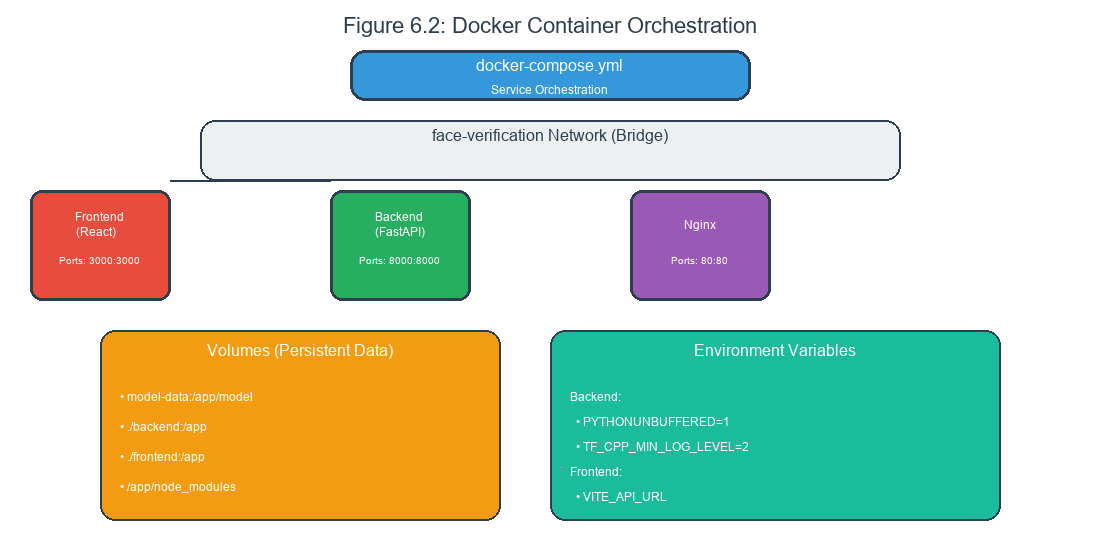 Figure 6.2: Docker Container Orchestration
docker-compose.yml
Service Orchestration
face-verification Network (Bridge)
Frontend
(React)
Ports: 3000:3000
Backend
(FastAPI)
Ports: 8000:8000
Nginx
Ports: 80:80
Volumes (Persistent Data)
• model-data:/app/model
• ./backend:/app
• ./frontend:/app
• /app/node_modules
Environment Variables
Backend:
• PYTHONUNBUFFERED=1
• TF_CPP_MIN_LOG_LEVEL=2
Frontend:
• VITE_API_URL